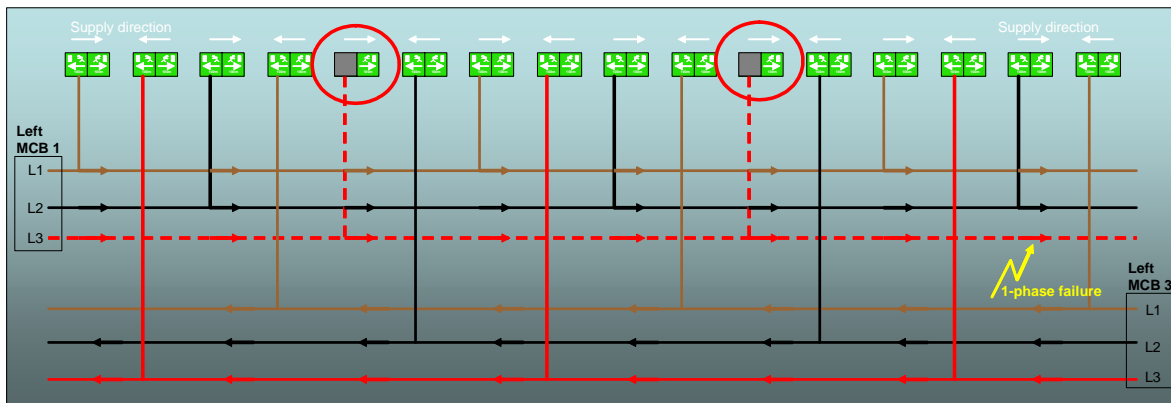 Supply direction
Supply direction
Left
MCB 1
L1
L2
L3
1-phase failure
Left
MCB 3
L1
L2
L3